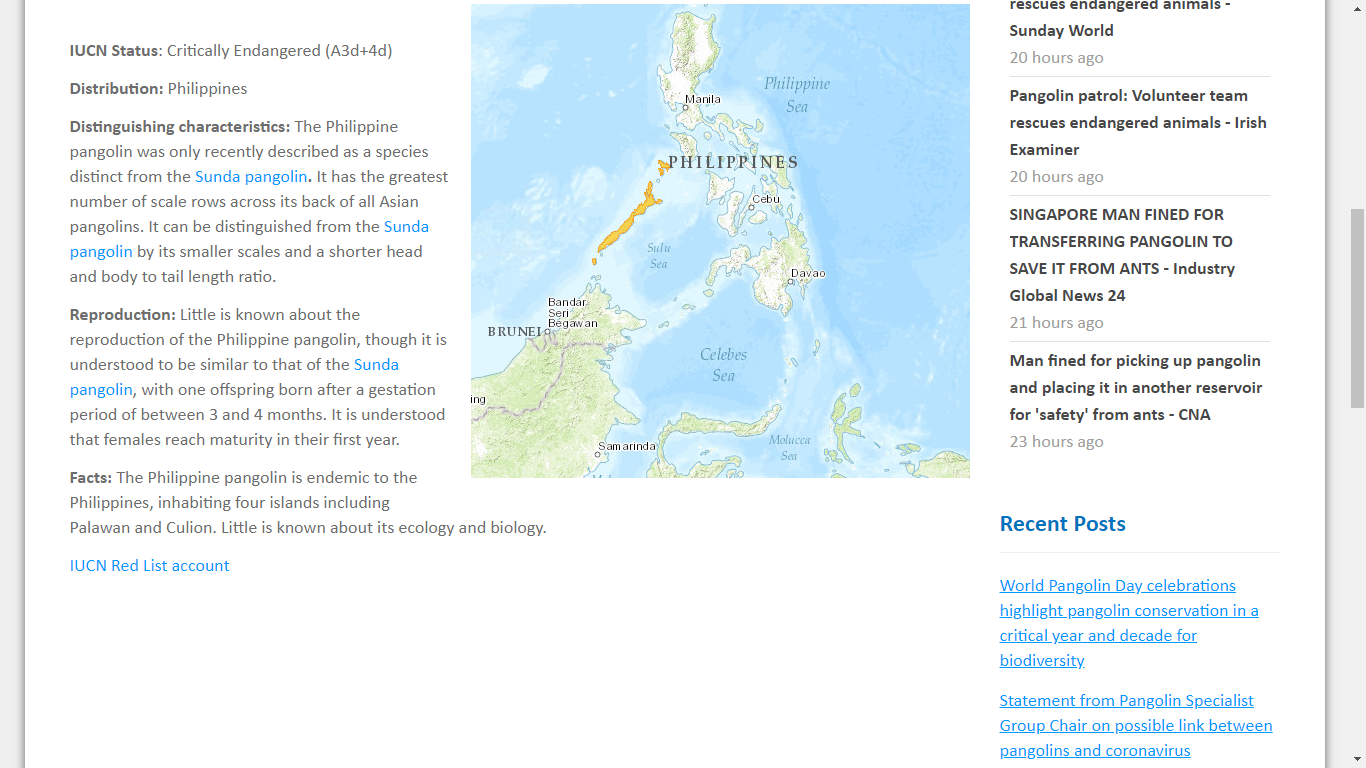 IUCN Status: Critically Endangered (A3d+4d)
Distribution: Philippines
Distinguishing characteristics: The Philippine
pangolin was only recently described as a species
distinct from the Sunda pangolin. It has the greatest
number of scale rows across its back of all Asian
pangolins. It can be distinguished from the Sunda
pangolin by its smaller scales and a shorter head
and body to tail length ratio.
Reproduction: Little is known about the
reproduction of the Philippine pangolin, though it is
understood to be similar to that of the Sunda
pangolin, with one offspring born after a gestation
period of between 3 and 4 months. It is understood
that females reach maturity in their first year.
Facts: The Philippine pangolin is endemic to the
Philippines, inhabiting four islands including
Palawan and Culion. Little is known about its ecology and biology.
IUCN Red List account
Philippine
Sea
Manila
PHILIPPINES
Cebu
Sulu
Sea
Davao
Bandar
Seri
Begawan
BRUNEI
Celebes
Sea
ing
Samarinda
Molucca
Sea
rescues endangered animals -
Sunday World
20 hours ago
Pangolin patrol: Volunteer team
rescues endangered animals - Irish
Examiner
20 hours ago
SINGAPORE MAN FINED FOR
TRANSFERRING PANGOLIN TO
SAVE IT FROM ANTS - Industry
Global News 24
21 hours ago
Man fined for picking up pangolin
and placing it in another reservoir
for 'safety' from ants - CNA
23 hours ago
Recent Posts
World Pangolin Day celebrations
highlight pangolin conservation in a
critical year and decade for
biodiversity
Statement from Pangolin Specialist
Group Chair on possible link between
pangolins and coronavirus